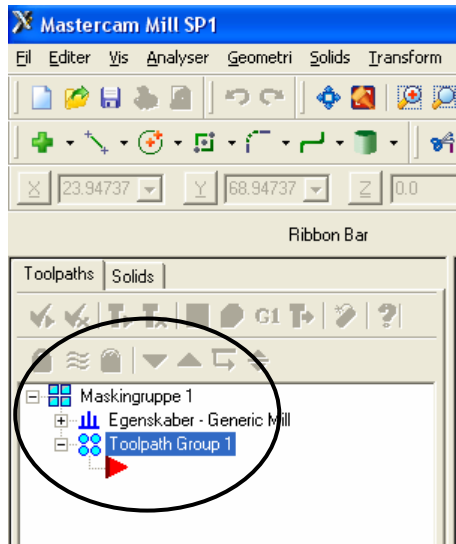 Mastercam Mill SP1
Fil Editer Vis Analyser Geometri Solids Transform
X 23.94737 Y 68.94737 Z 0.0
Ribbon Bar
Toolpaths Solids
G1
Maskingruppe 1
Egenskaber - Generic Mill
Toolpath Group 1